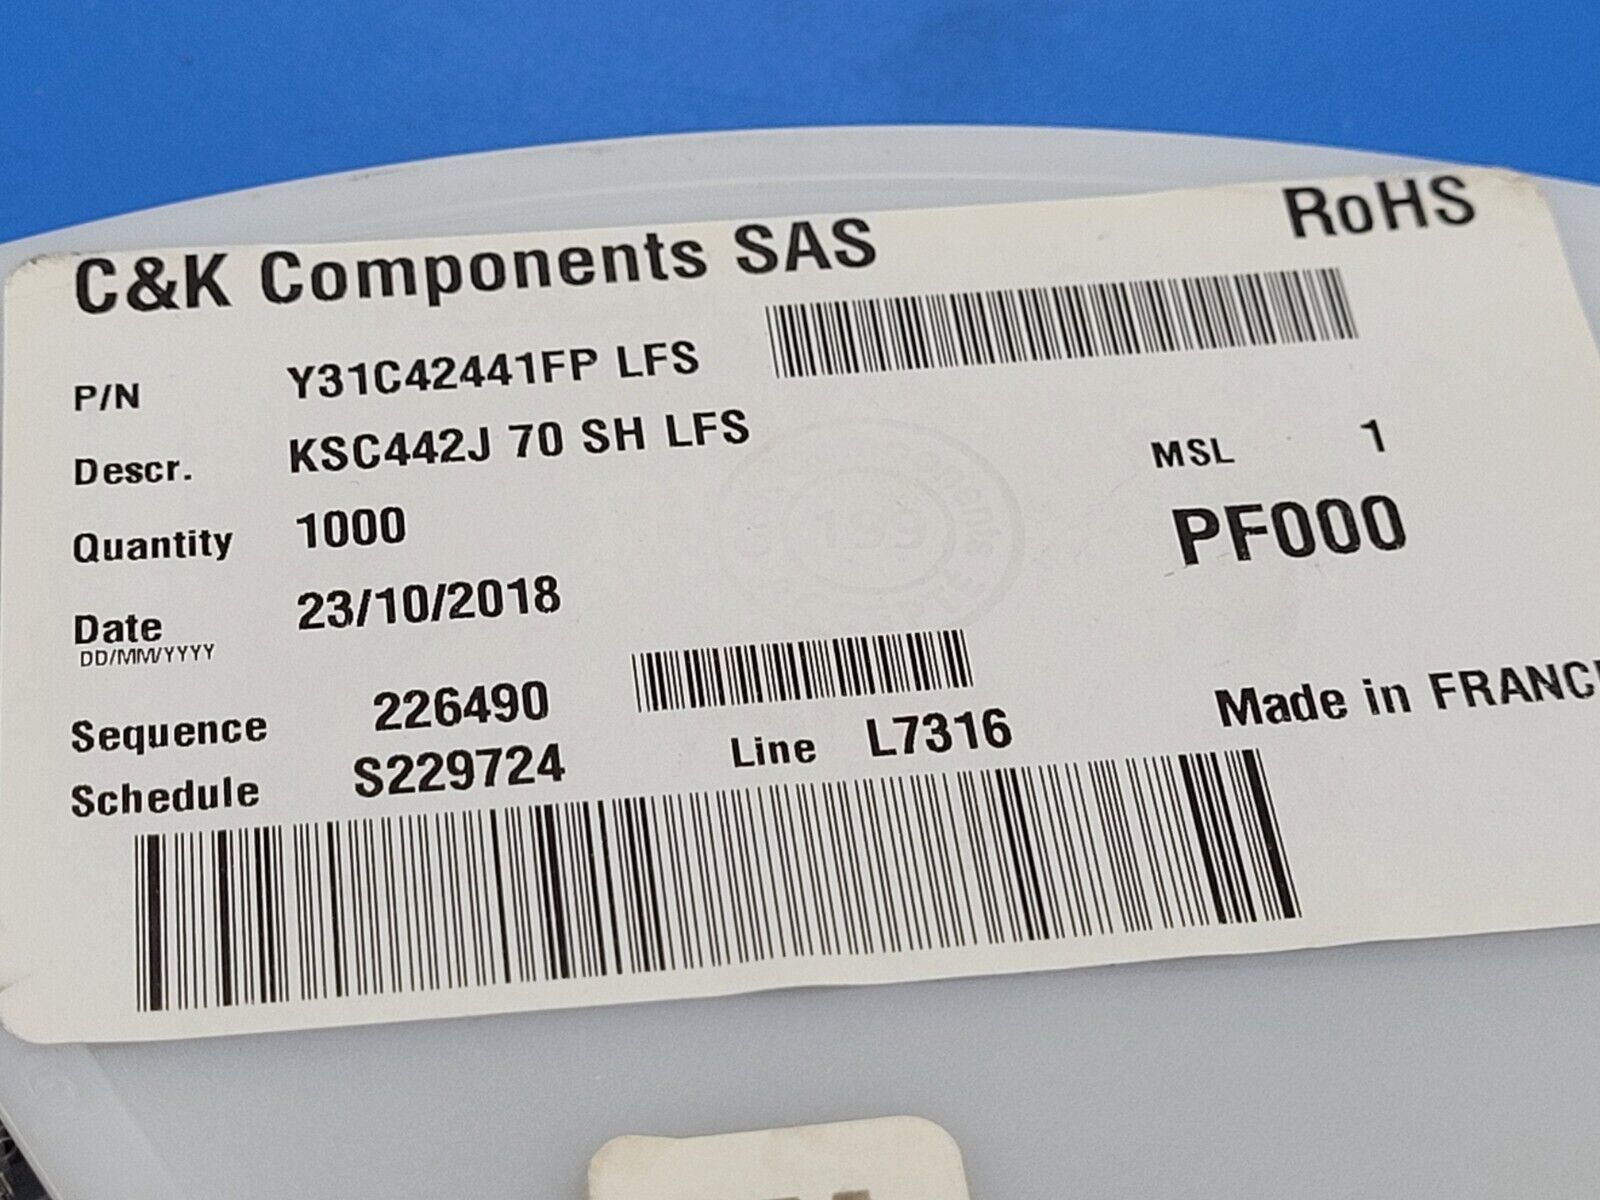 C&K Components SAS RoHS
P/N Y31C42441FP LFS
Descr. KSC442J 70 SH LFS
MSL 1
Quantity 1000
PF000
Date 23/10/2018
DD/MM/YYYY
Sequence 226490
Made in FRANC
Schedule S229724 Line L7316